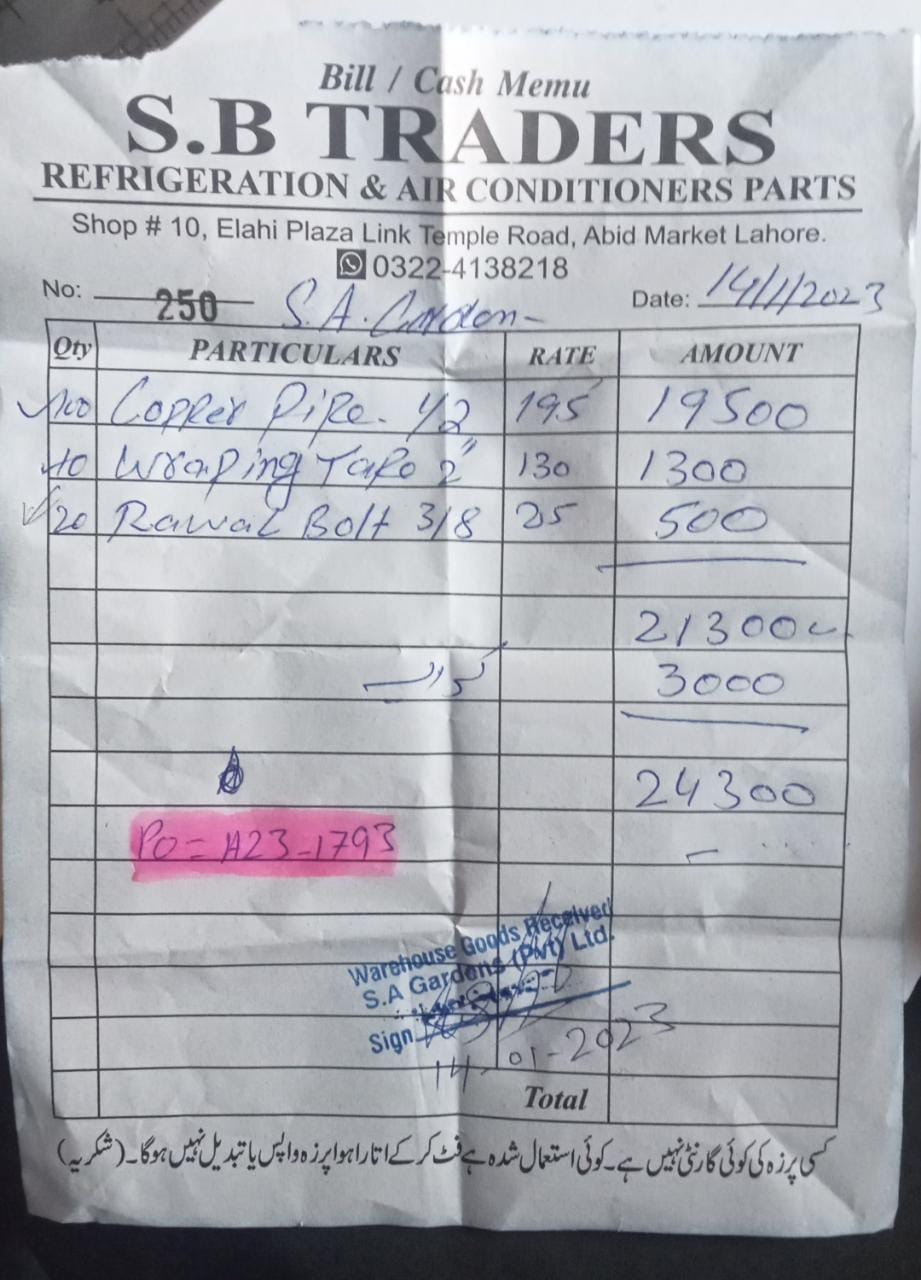 Bill / Cash Memu
S.B TRADERS
REFRIGERATION & AIR CONDITIONERS PARTS
Shop # 10, Elahi Plaza Link Temple Road, Abid Market Lahore.
0322-4138218
No: 250 S.A. Garden Date: 14/1/2023
Qty PARTICULARS RATE AMOUNT
100 Copper Pipe - 1/2 195 19500
10 Wraping Tape 2" 130 1300
20 Rawal Bolt 3/8 25 500
21300
کرایہ 3000
24300
PO = A23-1793
Warehouse Goods Received
S.A Gardens (Pvt) Ltd.
Sign
14-01-2023
Total
کسی پرزہ کی کوئی گارنٹی نہیں ہے۔ کوئی استعمال شدہ ہے فٹ کر کے اتارا ہوا پرزہ واپس یا تبدیل نہیں ہوگا۔ (شکریہ)